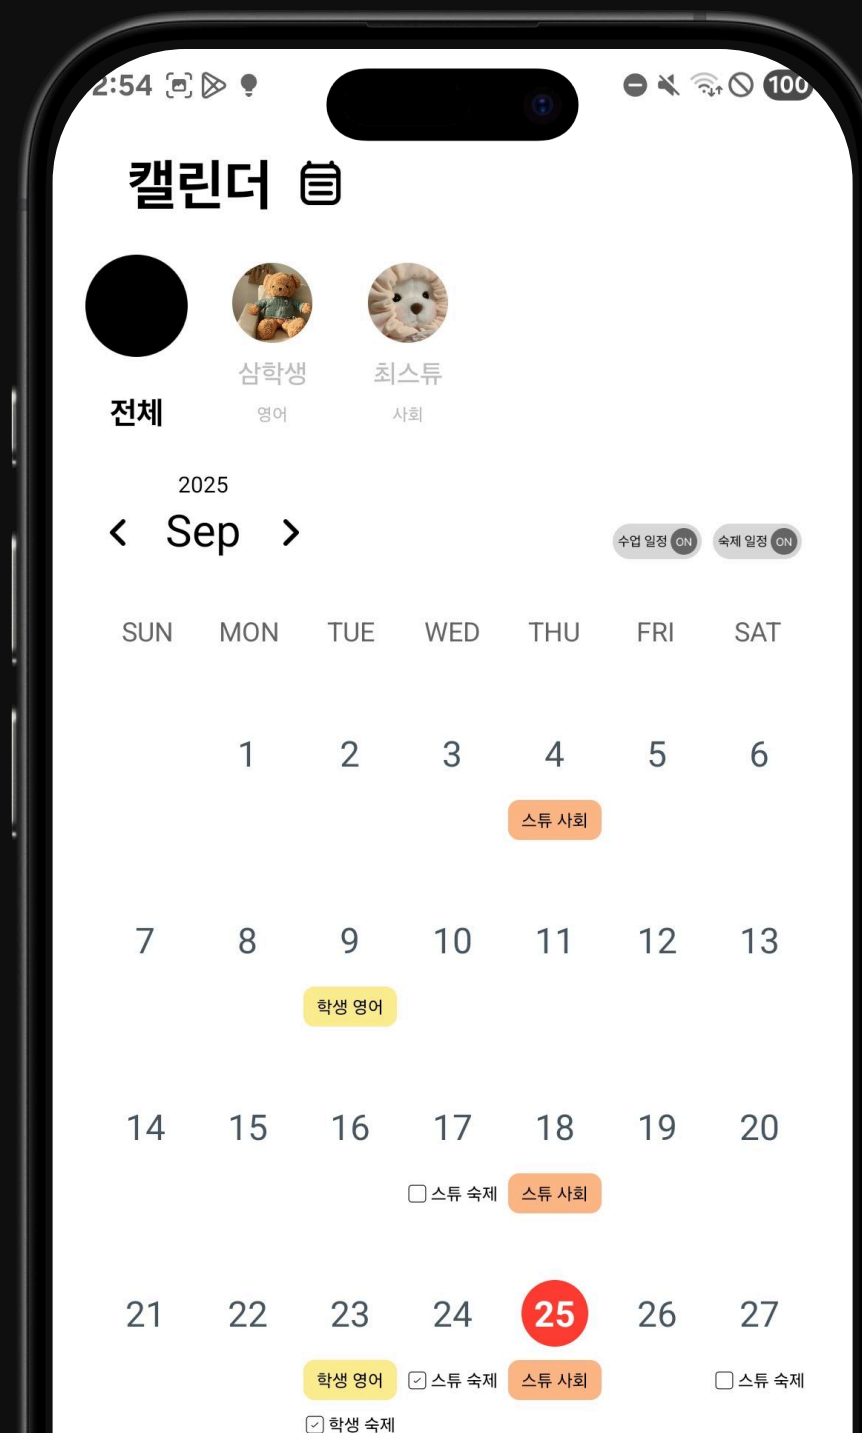 2:54 100
캘린더
삼학생 최스튜
전체 영어 사회
2025
Sep
수업 일정 ON 숙제 일정 ON
SUN MON TUE WED THU FRI SAT
1 2 3 4 5 6
스튜 사회
7 8 9 10 11 12 13
학생 영어
14 15 16 17 18 19 20
스튜 숙제 스튜 사회
21 22 23 24 25 26 27
학생 영어 스튜 숙제 스튜 사회 스튜 숙제
학생 숙제